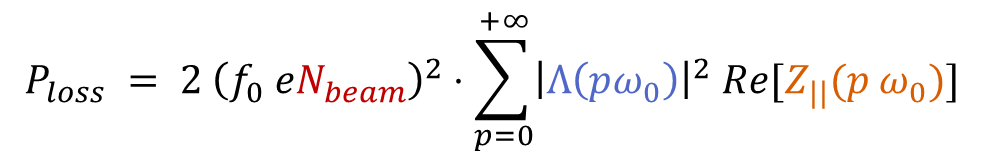 P_loss = 2 (f_0 eN_beam)^2 · ∑_{p=0}^{+∞} |Λ(pω_0)|^2 Re[Z_||(p ω_0)]